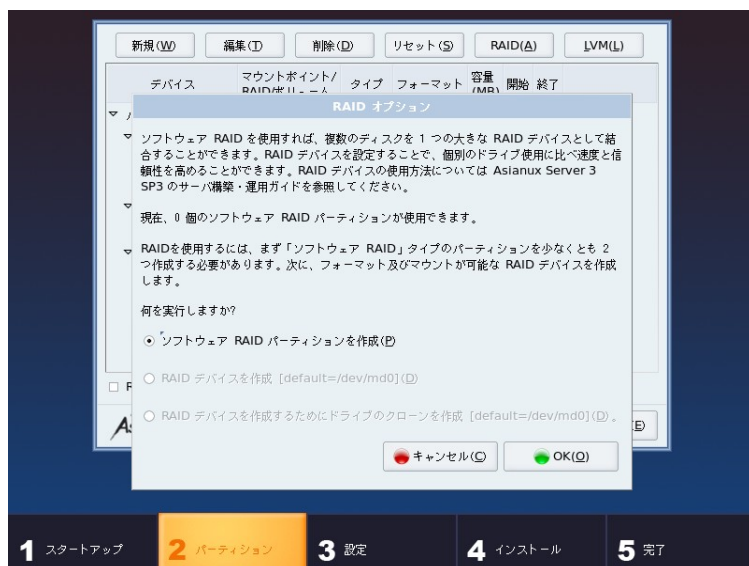 新規(W) 編集(T) 削除(D) リセット(S) RAID(A) LVM(L)
デバイス マウントポイント/ タイプ フォーマット 容量 (MB) 開始 終了
RAID オプション
ソフトウェア RAID を使用すれば、複数のディスクを 1 つの大きな RAID デバイスとして結
合することができます。RAID デバイスを設定することで、個別のドライブ使用に比べ速度と信
頼性を高めることができます。RAID デバイスの使用方法については Asianux Server 3
SP3 のサーバ構築・運用ガイドを参照してください。
現在、0 個のソフトウェア RAID パーティションが使用できます。
RAIDを使用するには、まず「ソフトウェア RAID」タイプのパーティションを少なくとも 2
つ作成する必要があります。次に、フォーマット及びマウントが可能な RAID デバイスを作成
します。
何を実行しますか?
ソフトウェア RAID パーティションを作成(P)
RAID デバイスを作成 [default=/dev/md0](D)
RAID デバイスを作成するためにドライブのクローンを作成 [default=/dev/md0](D)。
キャンセル(C) OK(O)
1 スタートアップ 2 パーティション 3 設定 4 インストール 5 完了